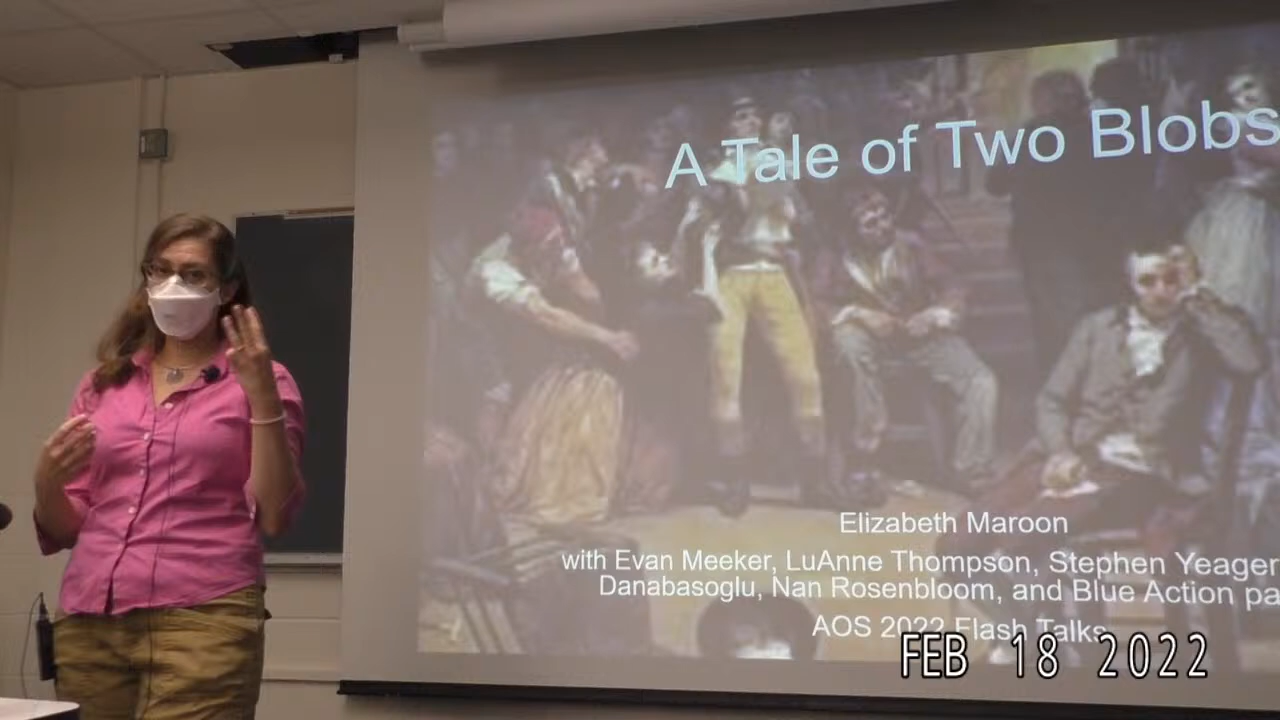 A Tale of Two Blobs
Elizabeth Maroon
with Evan Meeker, LuAnne Thompson, Stephen Yeager
Danabasoglu, Nan Rosenbloom, and Blue Action pa
AOS 2022 Flash Talks
FEB 18 2022